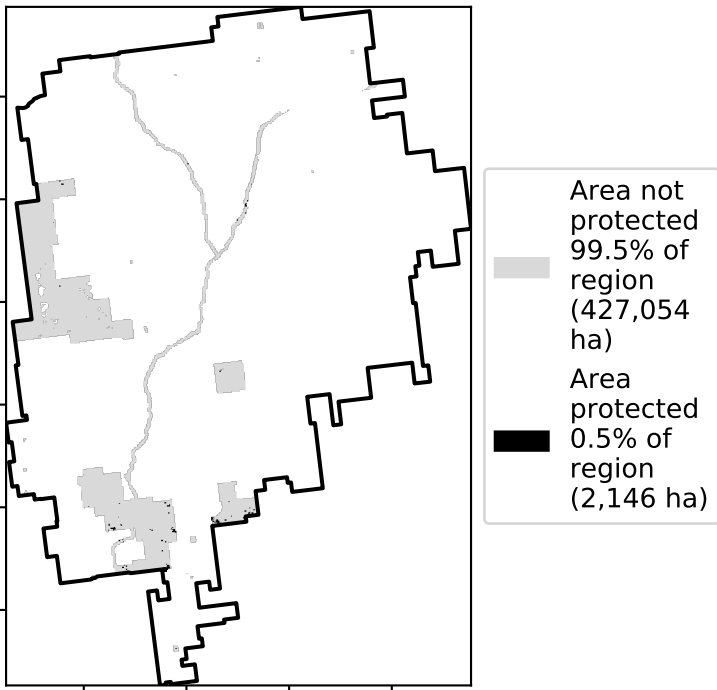 Area not
protected
99.5% of
region
(427,054
ha)
Area
protected
0.5% of
region
(2,146 ha)